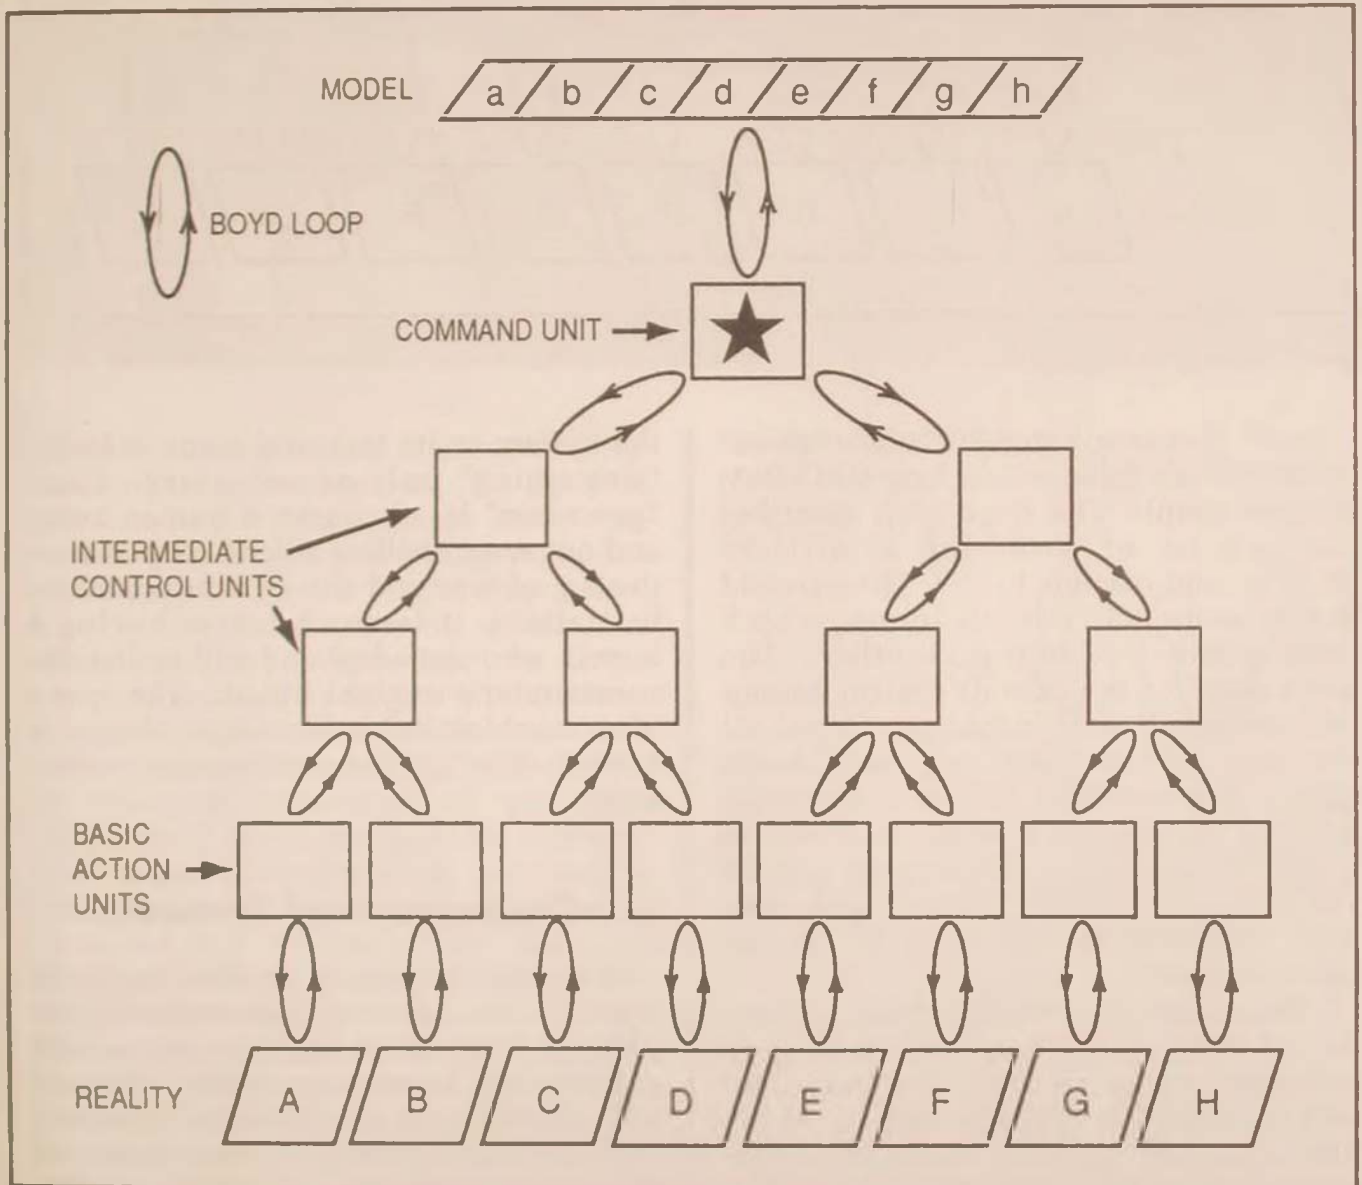 MODEL a b c d e f g h
BOYD LOOP
COMMAND UNIT
INTERMEDIATE
CONTROL UNITS
BASIC
ACTION
UNITS
REALITY A B C D E F G H